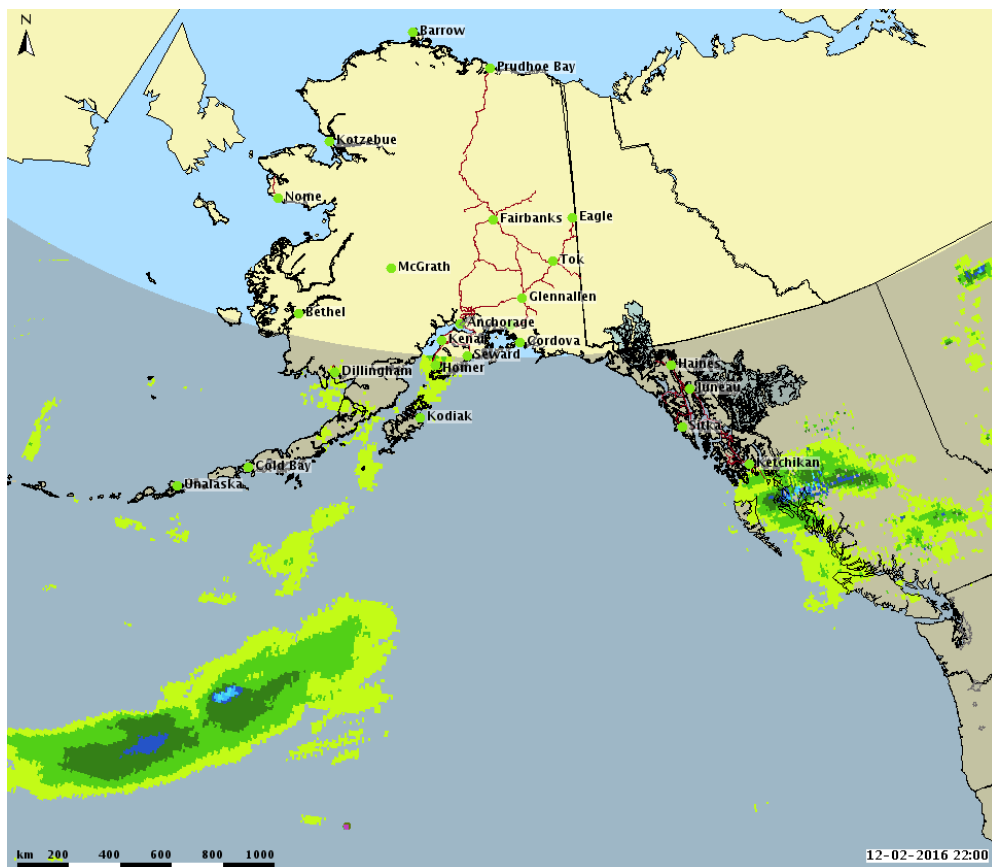 N
Barrow
Prudhoe Bay
Kotzebue
Nome
Fairbanks
Eagle
McGrath
Tok
Glennallen
Bethel
Anchorage
Kenai
Cordova
Seward
Homer
Haines
Dillingham
Juneau
Kodiak
Sitka
Cold Bay
Ketchikan
Unalaska
km 200 400 600 800 1000
12-02-2016 22:00